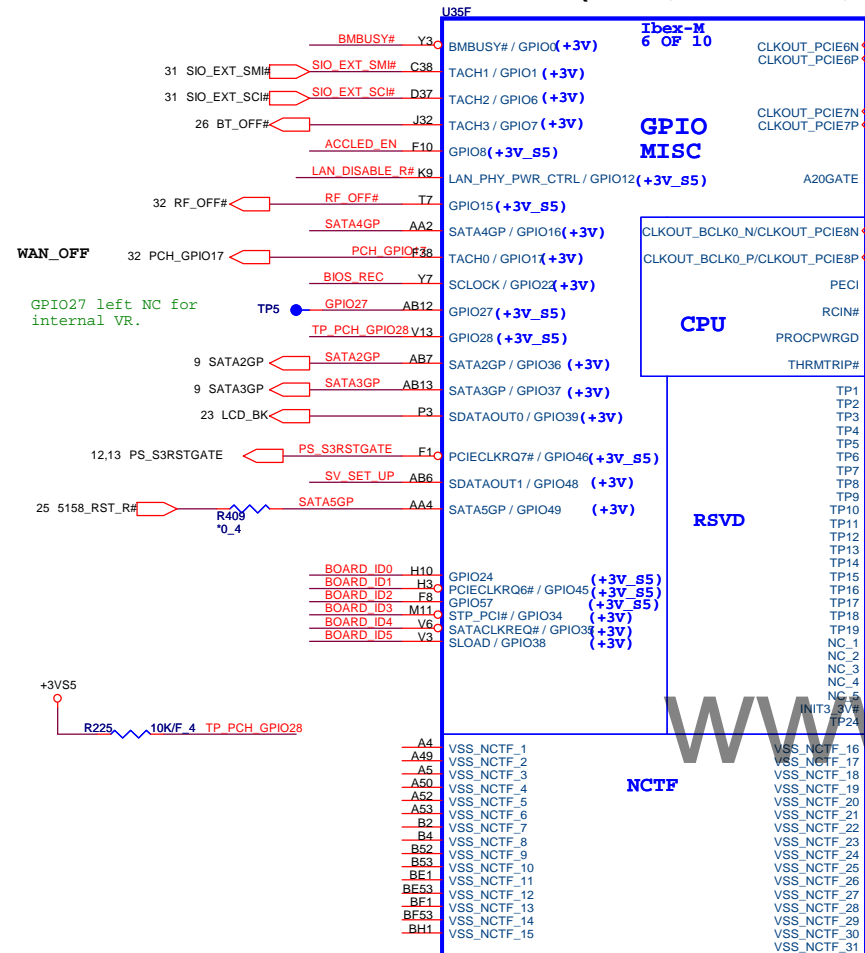 U35F
Ibex-M
6 OF 10
BMBUSY# Y3 BMBUSY# / GPIO0 (+3V) CLKOUT_PCIE6N
CLKOUT_PCIE6P
31 SIO_EXT_SMI# SIO_EXT_SMI# C38 TACH1 / GPIO1 (+3V)
31 SIO_EXT_SCI# SIO_EXT_SCI# D37 TACH2 / GPIO6 (+3V)
CLKOUT_PCIE7N
26 BT_OFF# J32 TACH3 / GPIO7 (+3V) GPIO CLKOUT_PCIE7P
ACCLED_EN F10 GPIO8 (+3V_S5) MISC
LAN_DISABLE_R# K9 LAN_PHY_PWR_CTRL / GPIO12 (+3V_S5) A20GATE
32 RF_OFF# RF_OFF# T7 GPIO15 (+3V_S5)
SATA4GP AA2 SATA4GP / GPIO16 (+3V) CLKOUT_BCLK0_N/CLKOUT_PCIE8N
WAN_OFF 32 PCH_GPIO17 PCH_GPIO17 F38 TACH0 / GPIO17 (+3V) CLKOUT_BCLK0_P/CLKOUT_PCIE8P
BIOS_REC Y7 SCLOCK / GPIO22 (+3V) PECI
GPIO27 left NC for
internal VR.
TP5 GPIO27 AB12 GPIO27 (+3V_S5) RCIN#
CPU
TP_PCH_GPIO28 V13 GPIO28 (+3V_S5) PROCPWRGD
9 SATA2GP SATA2GP AB7 SATA2GP / GPIO36 (+3V) THRMTRIP#
9 SATA3GP SATA3GP AB13 SATA3GP / GPIO37 (+3V) TP1
TP2
23 LCD_BK P3 SDATAOUT0 / GPIO39 (+3V) TP3
TP4
TP5
12,13 PS_S3RSTGATE PS_S3RSTGATE F1 PCIECLKRQ7# / GPIO46 (+3V_S5) TP6
TP7
SV_SET_UP AB6 SDATAOUT1 / GPIO48 (+3V) TP8
TP9
25 5158_RST_R# R409 *0_4 SATA5GP AA4 SATA5GP / GPIO49 (+3V) TP10
RSVD
TP11
TP12
TP13
TP14
BOARD_ID0 H10 GPIO24 (+3V_S5) TP15
BOARD_ID1 H3 PCIECLKRQ6# / GPIO45 (+3V_S5) TP16
BOARD_ID2 F8 GPIO57 (+3V_S5) TP17
BOARD_ID3 M11 STP_PCI# / GPIO34 (+3V) TP18
BOARD_ID4 V6 SATACLKREQ# / GPIO35 (+3V) TP19
BOARD_ID5 V3 SLOAD / GPIO38 (+3V) NC_1
NC_2
NC_3
NC_4
NC_5
INIT3_3V#
TP24
+3VS5
R225 10K/F_4 TP_PCH_GPIO28
WW
NCTF
A4 VSS_NCTF_1 VSS_NCTF_16
A49 VSS_NCTF_2 VSS_NCTF_17
A5 VSS_NCTF_3 VSS_NCTF_18
A50 VSS_NCTF_4 VSS_NCTF_19
A52 VSS_NCTF_5 VSS_NCTF_20
A53 VSS_NCTF_6 VSS_NCTF_21
B2 VSS_NCTF_7 VSS_NCTF_22
B4 VSS_NCTF_8 VSS_NCTF_23
B52 VSS_NCTF_9 VSS_NCTF_24
B53 VSS_NCTF_10 VSS_NCTF_25
BE1 VSS_NCTF_11 VSS_NCTF_26
BE53 VSS_NCTF_12 VSS_NCTF_27
BF1 VSS_NCTF_13 VSS_NCTF_28
BF53 VSS_NCTF_14 VSS_NCTF_29
BH1 VSS_NCTF_15 VSS_NCTF_30
VSS_NCTF_31